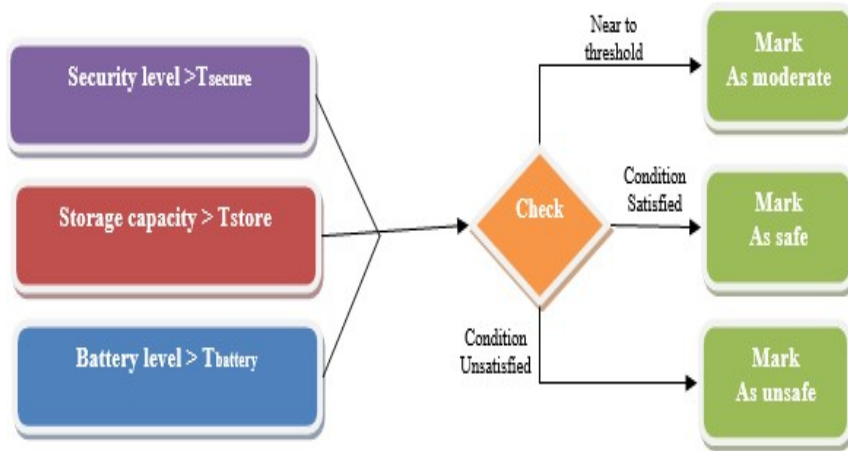 Security level >Tsecure
Storage capacity > Tstore
Battery level > Tbattery
Check
Near to
threshold
Condition
Satisfied
Condition
Unsatisfied
Mark
As moderate
Mark
As safe
Mark
As unsafe